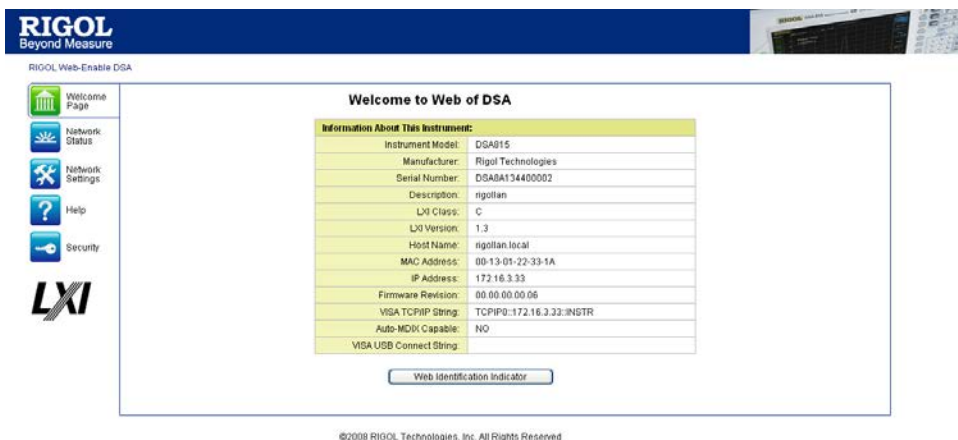 RIGOL
Beyond Measure
RIGOL Web-Enable DSA
Welcome Page
Network Status
Network Settings
Help
Security
LXI
Welcome to Web of DSA
Information About This Instrument:
Instrument Model: DSA815
Manufacturer: Rigol Technologies
Serial Number: DSA8A134400002
Description: rigollan
LXI Class: C
LXI Version: 1.3
Host Name: rigollan.local
MAC Address: 00-13-01-22-33-1A
IP Address: 172.16.3.33
Firmware Revision: 00.00.00.00.06
VISA TCP/IP String: TCPIP0::172.16.3.33::INSTR
Auto-MDIX Capable: NO
VISA USB Connect String:
Web Identification Indicator
©2008 RIGOL Technologies, Inc. All Rights Reserved